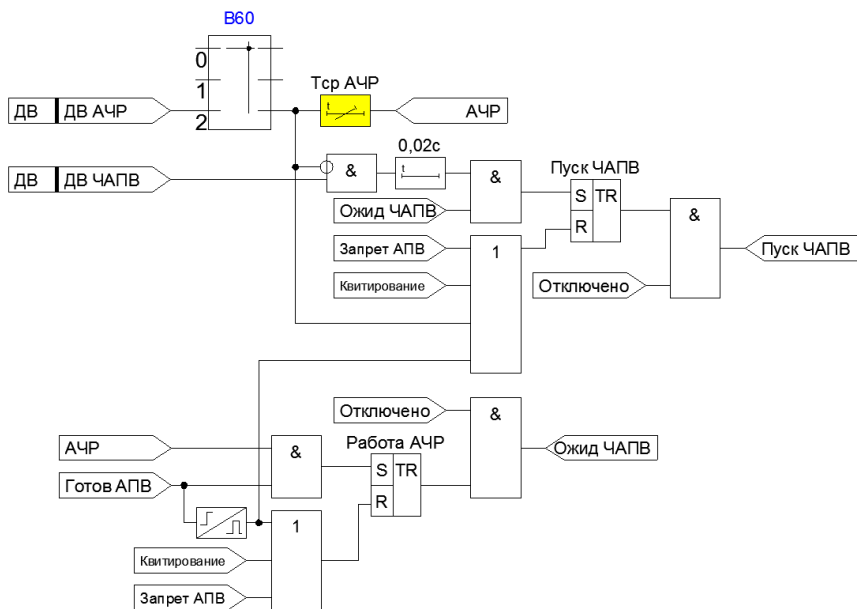 B60
0
1
2
Тср АЧР
t
ДВ ДВ АЧР
АЧР
0,02с
t
ДВ ДВ ЧАПВ
&
&
Пуск ЧАПВ
S TR
R
Ожид ЧАПВ
&
Запрет АПВ
1
Пуск ЧАПВ
Квитирование
Отключено
Отключено
&
АЧР
&
Работа АЧР
Ожид ЧАПВ
S TR
R
Готов АПВ
1
Квитирование
Запрет АПВ